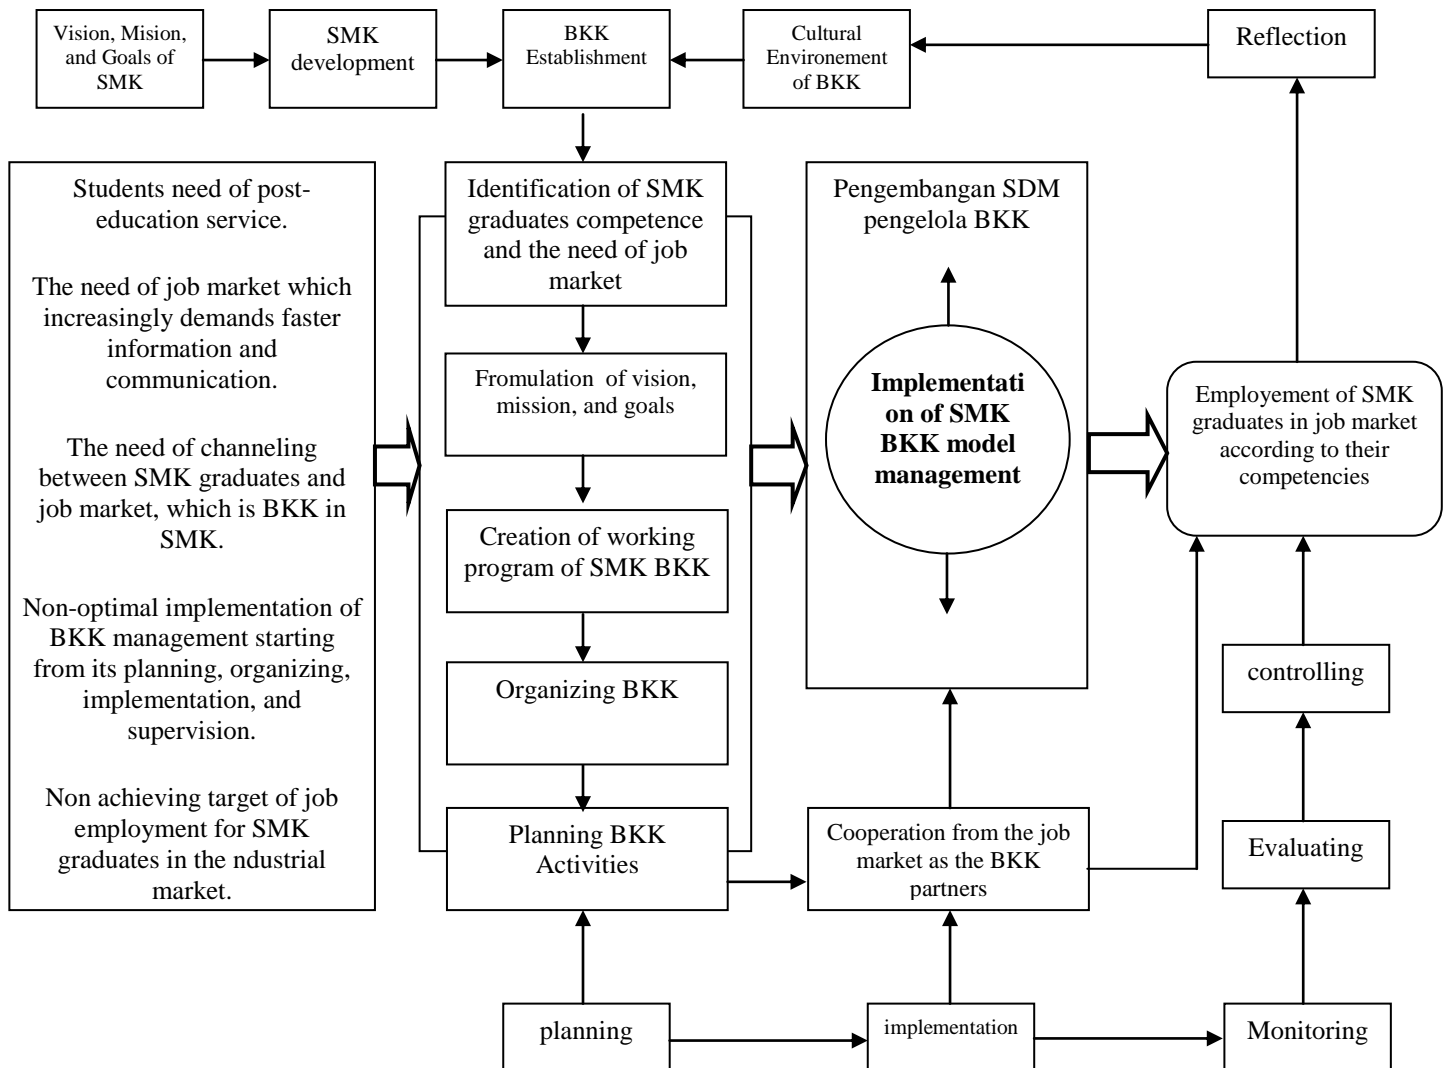 Vision, Mision,
and Goals of
SMK
SMK
development
BKK
Establishment
Cultural
Environement
of BKK
Reflection
Students need of post-
education service.
The need of job market which
increasingly demands faster
information and
communication.
The need of channeling
between SMK graduates and
job market, which is BKK in
SMK.
Non-optimal implementation of
BKK management starting
from its planning, organizing,
implementation, and
supervision.
Non achieving target of job
employment for SMK
graduates in the ndustrial
market.
Identification of SMK
graduates competence
and the need of job
market
Fromulation of vision,
mission, and goals
Creation of working
program of SMK BKK
Organizing BKK
Planning BKK
Activities
Pengembangan SDM
pengelola BKK
Implementati
on of SMK
BKK model
management
Cooperation from the job
market as the BKK
partners
Employement of SMK
graduates in job market
according to their
competencies
controlling
Evaluating
planning
implementation
Monitoring